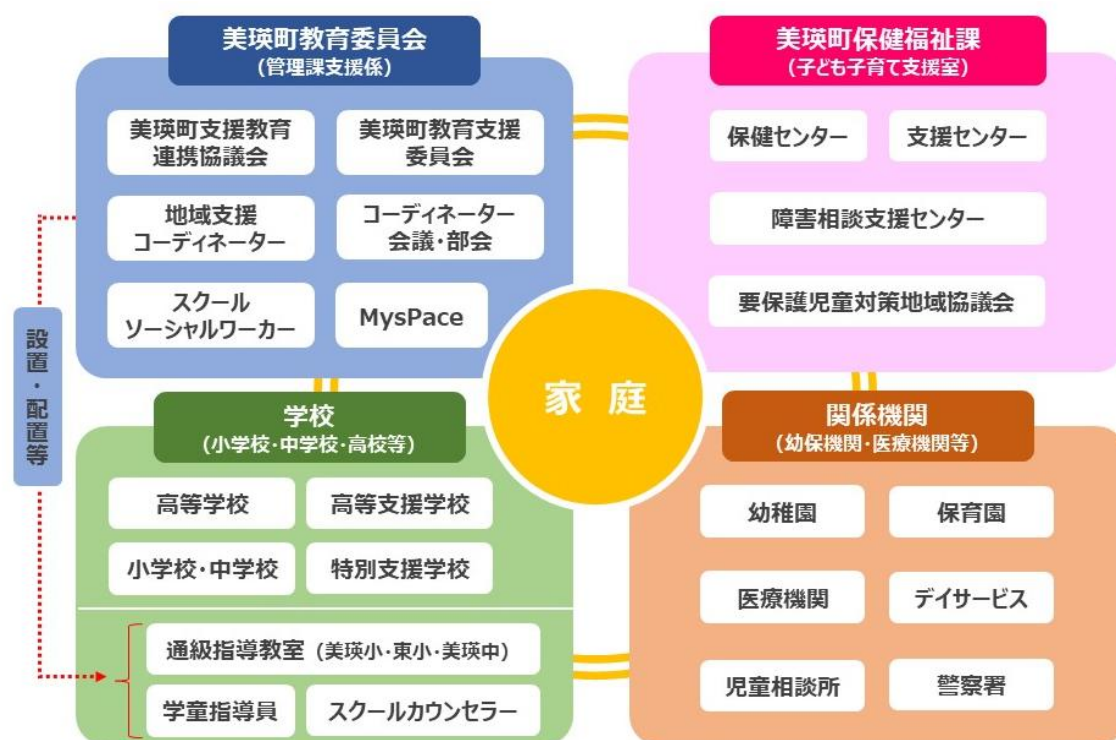 美瑛町教育委員会
(管理課支援係)
美瑛町支援教育
連携協議会
美瑛町教育支援
委員会
地域支援
コーディネーター
コーディネーター
会議・部会
スクール
ソーシャルワーカー
MysPace
美瑛町保健福祉課
(子ども子育て支援室)
保健センター
支援センター
障害相談支援センター
要保護児童対策地域協議会
家 庭
設置・配置等
学校
(小学校・中学校・高校等)
高等学校
高等支援学校
小学校・中学校
特別支援学校
通級指導教室 (美瑛小・東小・美瑛中)
学童指導員
スクールカウンセラー
関係機関
(幼保機関・医療機関等)
幼稚園
保育園
医療機関
デイサービス
児童相談所
警察署